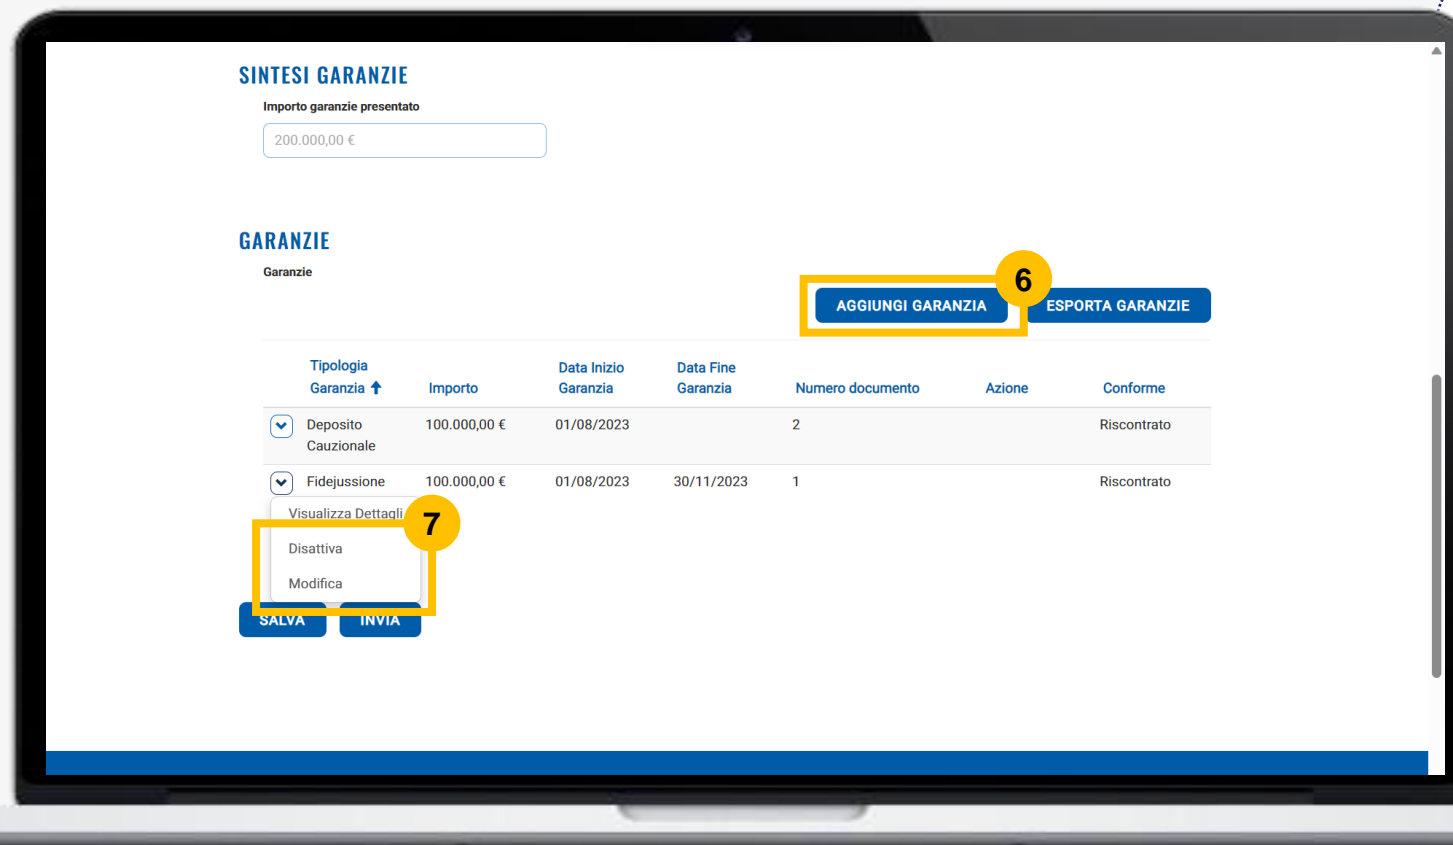 SINTESI GARANZIE
Importo garanzie presentato
200.000,00 €
GARANZIE
Garanzie
6
AGGIUNGI GARANZIA
ESPORTA GARANZIE
Tipologia
Garanzia
Importo
Data Inizio
Garanzia
Data Fine
Garanzia
Numero documento
Azione
Conforme
Deposito
Cauzionale
100.000,00 €
01/08/2023
2
Riscontrato
Fidejussione
100.000,00 €
01/08/2023
30/11/2023
1
Riscontrato
Visualizza Dettagli
7
Disattiva
Modifica
SALVA
INVIA